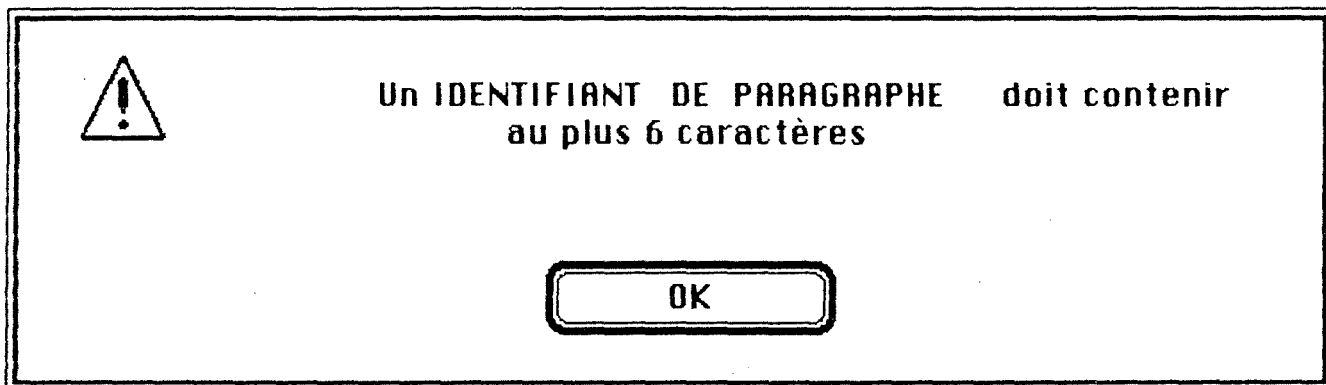 Un IDENTIFIANT DE PARAGRAPHE doit contenir
au plus 6 caractères
OK